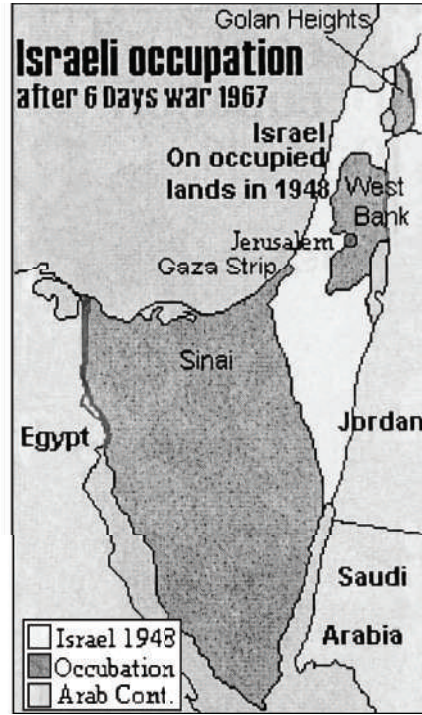 Golan Heights
Israeli occupation
after 6 Days war 1967
Israel
On occupied
lands in 1948
West
Bank
Jerusalem
Gaza Strip
Sinai
Egypt
Jordan
Saudi
Arabia
Israel 1948
Occubation
Arab Cont.